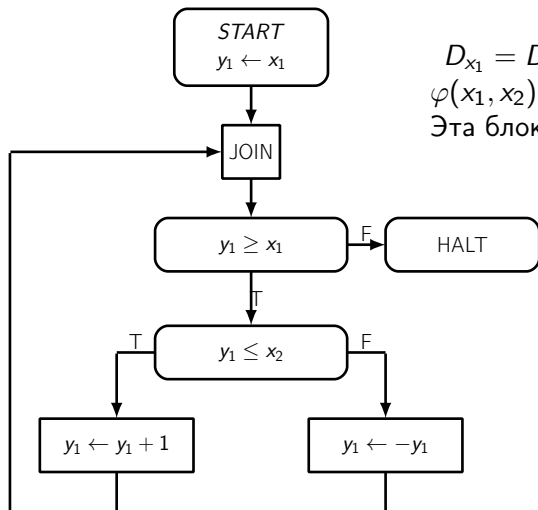 START
y₁ ← x₁
D_{x₁} = D
φ(x₁, x₂)
Эта блок
JOIN
y₁ ≥ x₁
F
HALT
T
y₁ ≤ x₂
T
F
y₁ ← y₁ + 1
y₁ ← −y₁